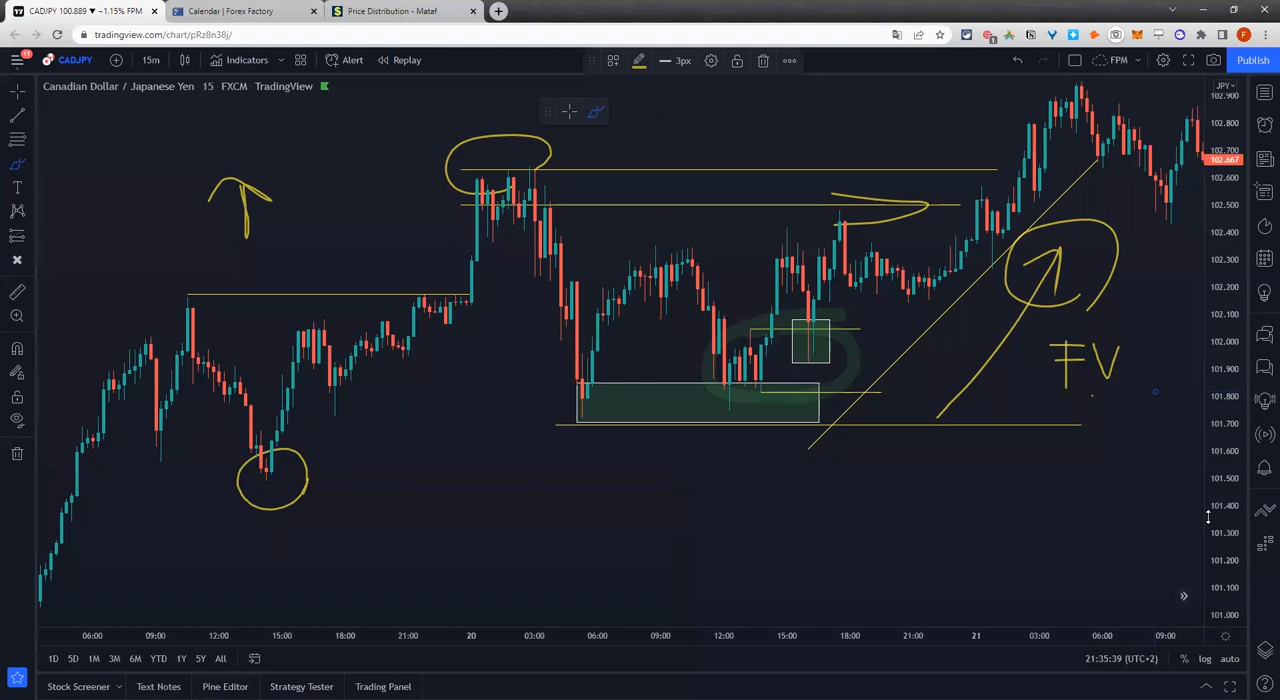 CADJPY 100.889 ▼ −1.15% FPM
Calendar | Forex Factory
$ Price Distribution - Mataf
tradingview.com/chart/pRz8n38j/
11
CADJPY
15m
Indicators
Alert
Replay
3px
FPM
Publish
Canadian Dollar / Japanese Yen · 15 · FXCM · TradingView
JPY
102.900
102.800
102.700
102.667
102.600
102.500
102.400
102.300
102.200
102.100
102.000
101.900
101.800
101.700
101.600
101.500
101.400
101.300
101.200
101.100
101.000
06:00 09:00 12:00 15:00 18:00 21:00 20 03:00 06:00 09:00 12:00 15:00 18:00 21:00 21 03:00 06:00 09:00
1D 5D 1M 3M 6M YTD 1Y 5Y All
21:35:39 (UTC+2) % log auto
Stock Screener Text Notes Pine Editor Strategy Tester Trading Panel